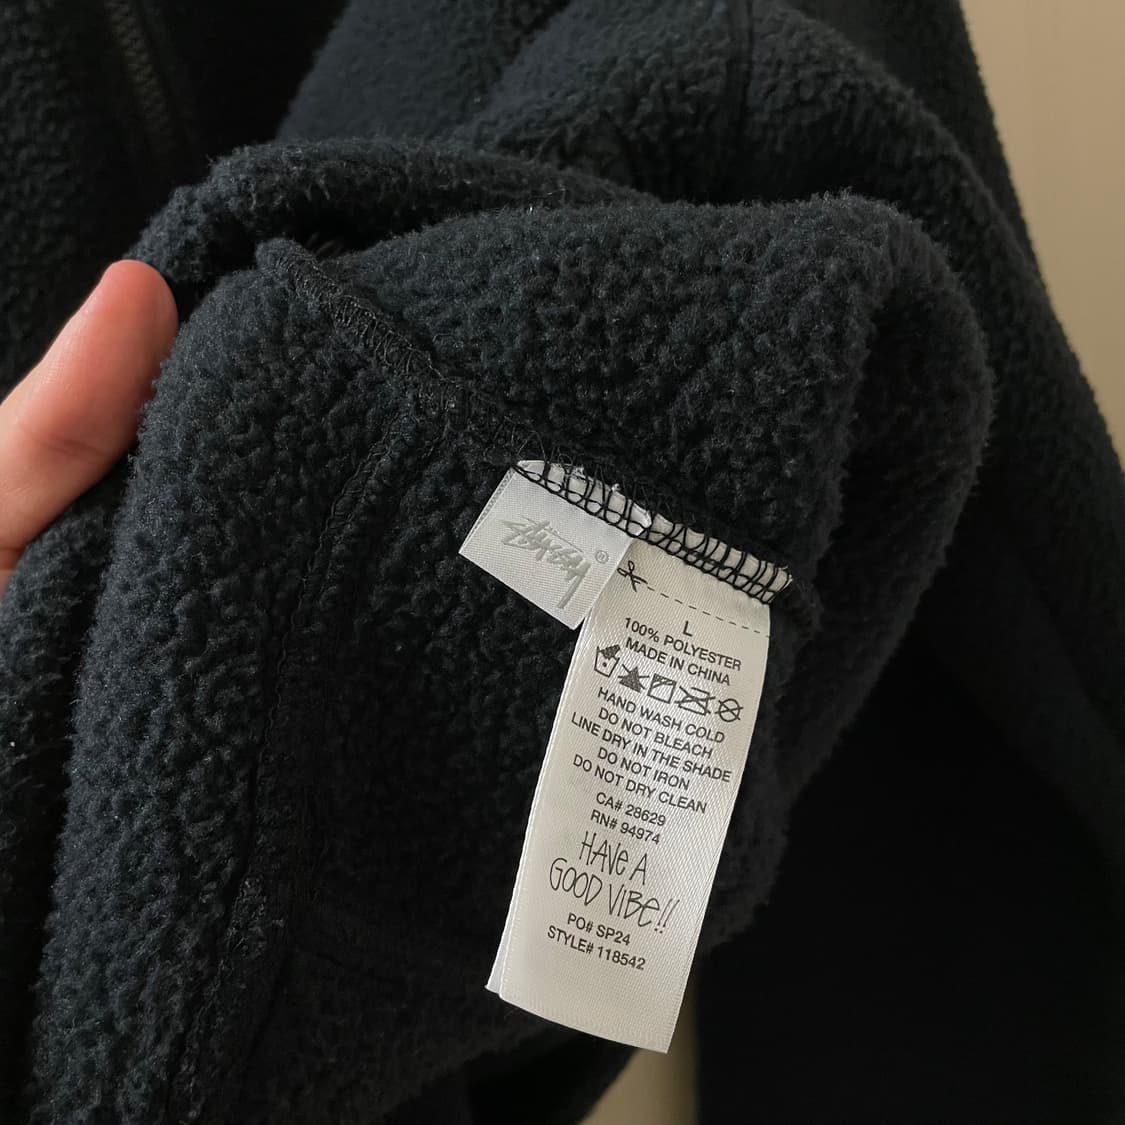 Stüssy ®
L
100% POLYESTER
MADE IN CHINA
HAND WASH COLD
DO NOT BLEACH
LINE DRY IN THE SHADE
DO NOT IRON
DO NOT DRY CLEAN
CA# 28629
RN# 94974
HAVE A
GOOD VIBE!!
PO# SP24
STYLE# 118542